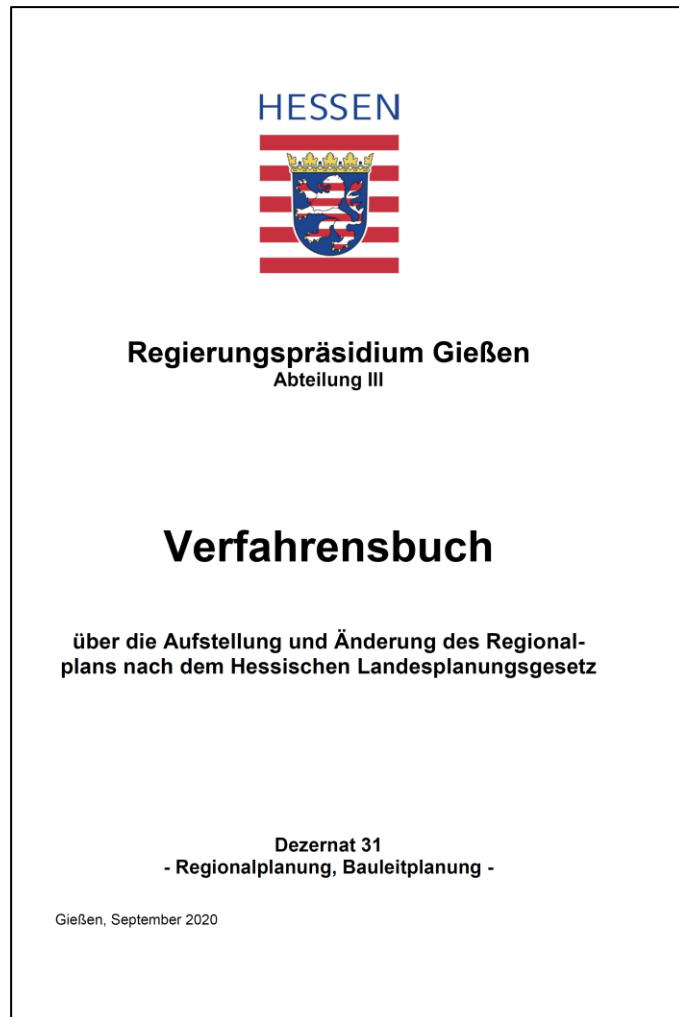 HESSEN
Regierungspräsidium Gießen
Abteilung III
Verfahrensbuch
über die Aufstellung und Änderung des Regional-
plans nach dem Hessischen Landesplanungsgesetz
Dezernat 31
- Regionalplanung, Bauleitplanung -
Gießen, September 2020